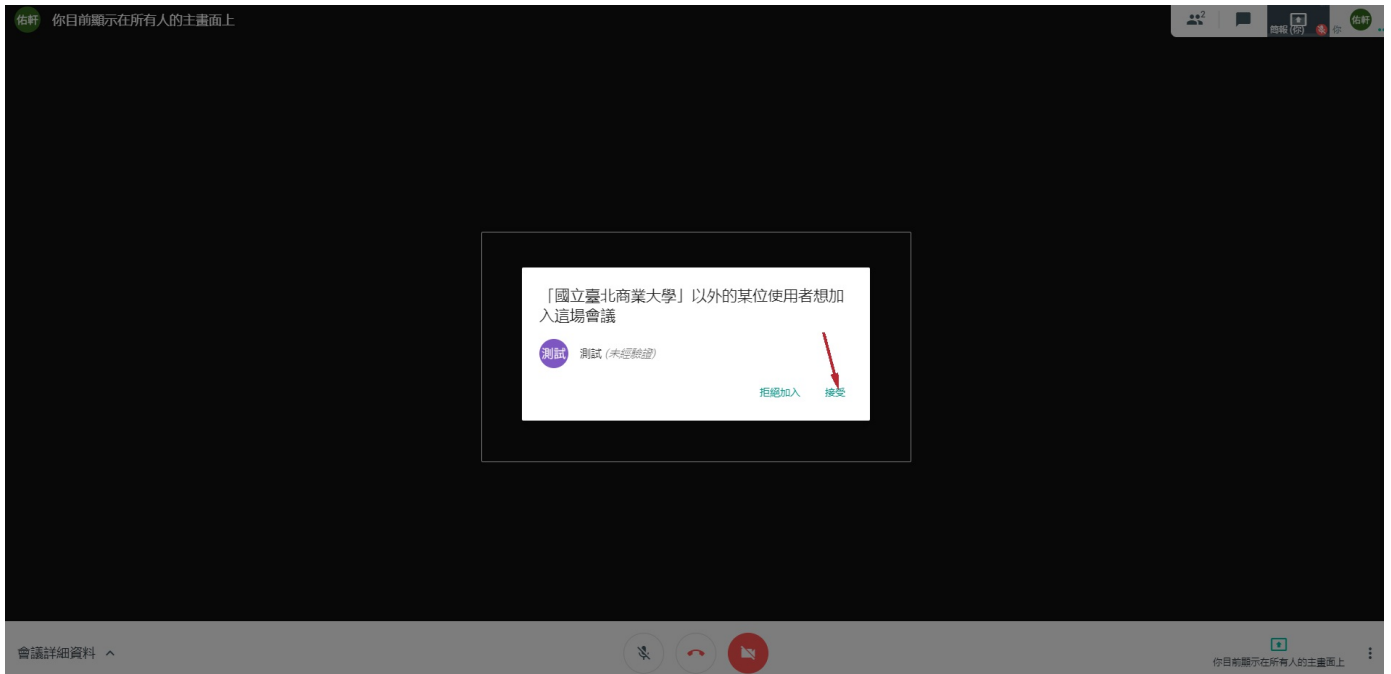 佑軒 你目前顯示在所有人的主畫面上
2
簡報 (你) 你 佑軒
「國立臺北商業大學」以外的某位使用者想加
入這場會議
測試 測試 (未經驗證)
拒絕加入 接受
會議詳細資料
你目前顯示在所有人的主畫面上